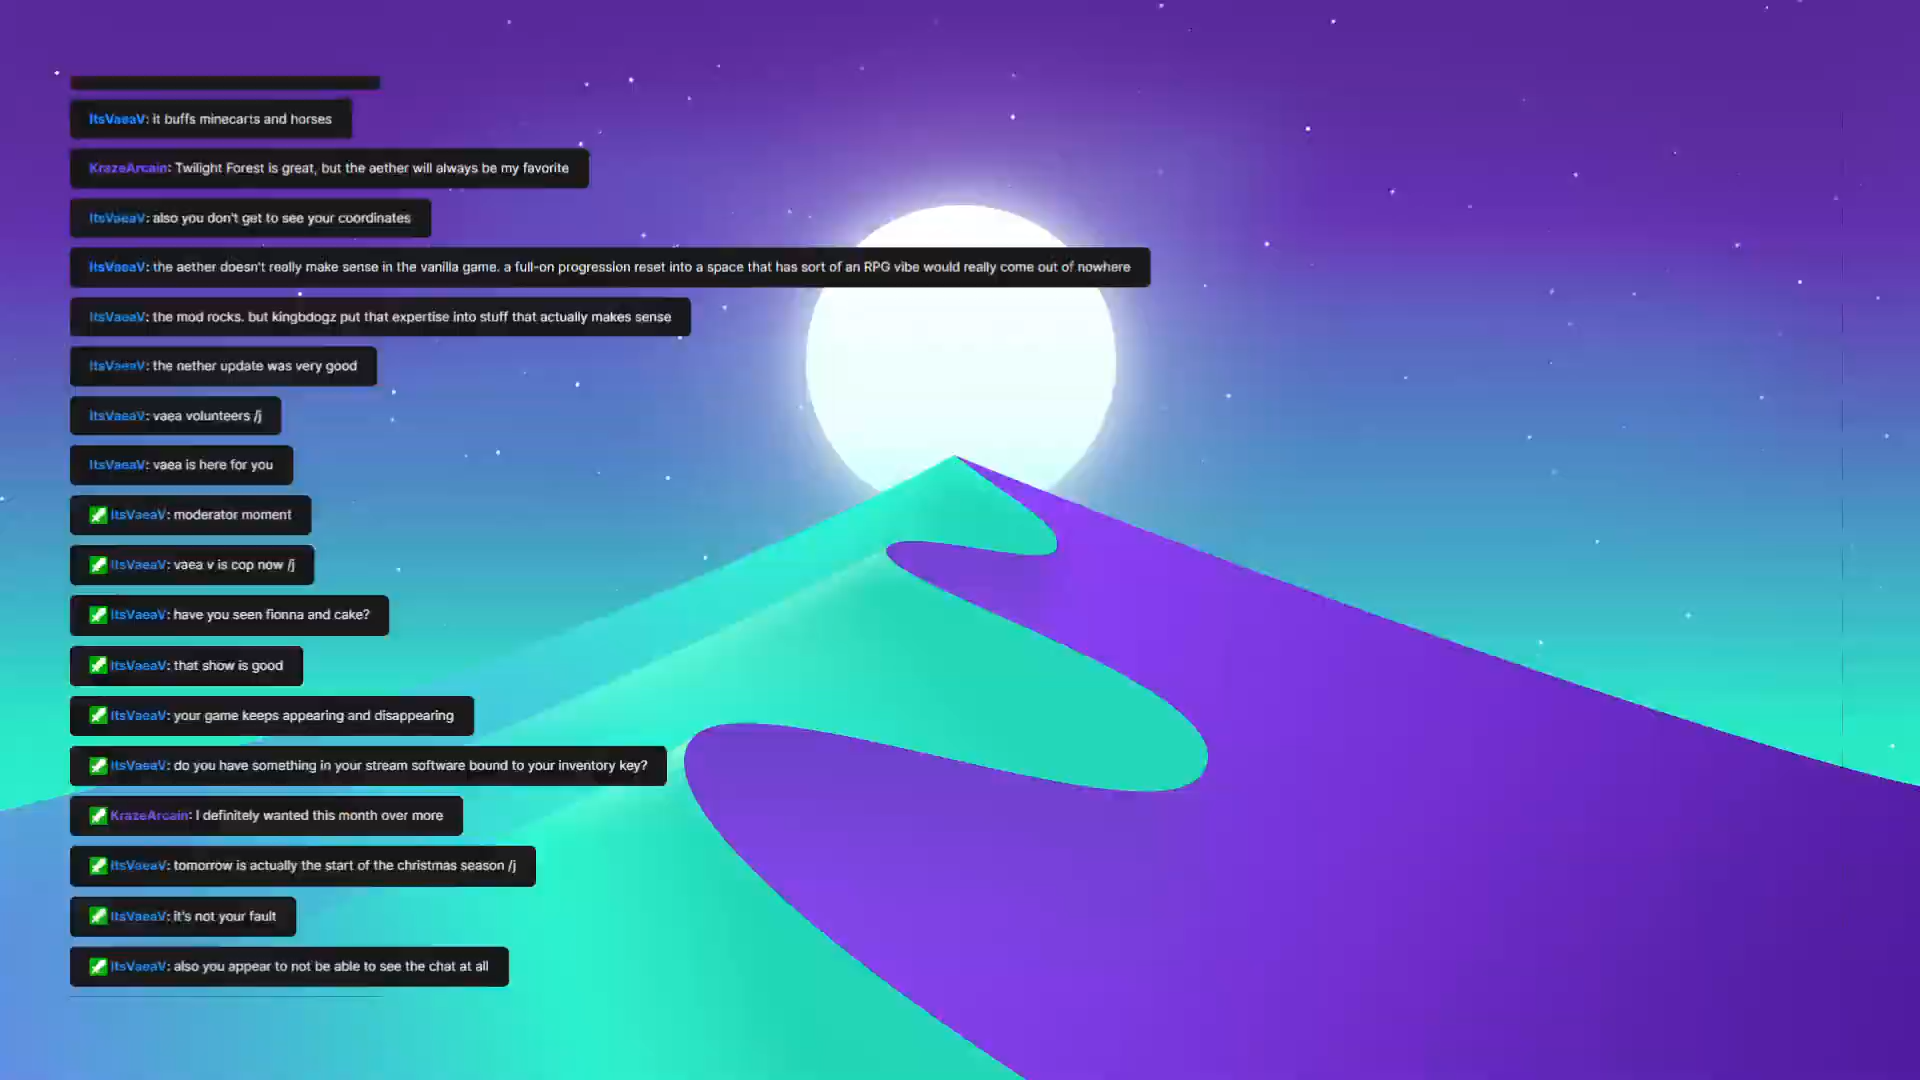 ItsVaeaV: it buffs minecarts and horses
KrazeArcain: Twilight Forest is great, but the aether will always be my favorite
ItsVaeaV: also you don't get to see your coordinates
ItsVaeaV: the aether doesn't really make sense in the vanilla game. a full-on progression reset into a space that has sort of an RPG vibe would really come out of nowhere
ItsVaeaV: the mod rocks. but kingbdogz put that expertise into stuff that actually makes sense
ItsVaeaV: the nether update was very good
ItsVaeaV: vaea volunteers /j
ItsVaeaV: vaea is here for you
ItsVaeaV: moderator moment
ItsVaeaV: vaea v is cop now /j
ItsVaeaV: have you seen fionna and cake?
ItsVaeaV: that show is good
ItsVaeaV: your game keeps appearing and disappearing
ItsVaeaV: do you have something in your stream software bound to your inventory key?
KrazeArcain: I definitely wanted this month over more
ItsVaeaV: tomorrow is actually the start of the christmas season /j
ItsVaeaV: it's not your fault
ItsVaeaV: also you appear to not be able to see the chat at all